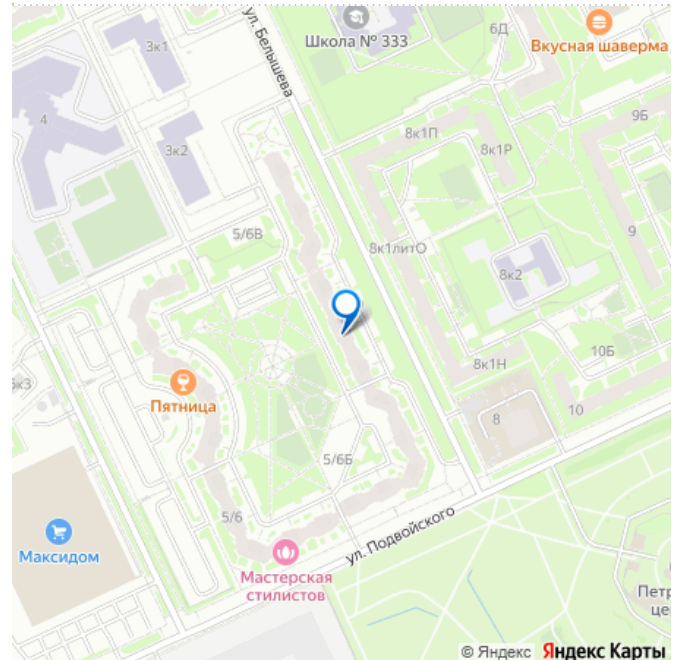 3к1
Школа № 333
6Д
Вкусная шаверма
ул. Белышева
4
3к2
8к1П
8к1Р
9Б
5/6В
8к1литО
8к2
9
10Б
8к1Н
Пятница
10
8
5/6Б
5/6
ул. Подвойского
Максидом
Мастерская
стилистов
© Яндекс Яндекс Карты